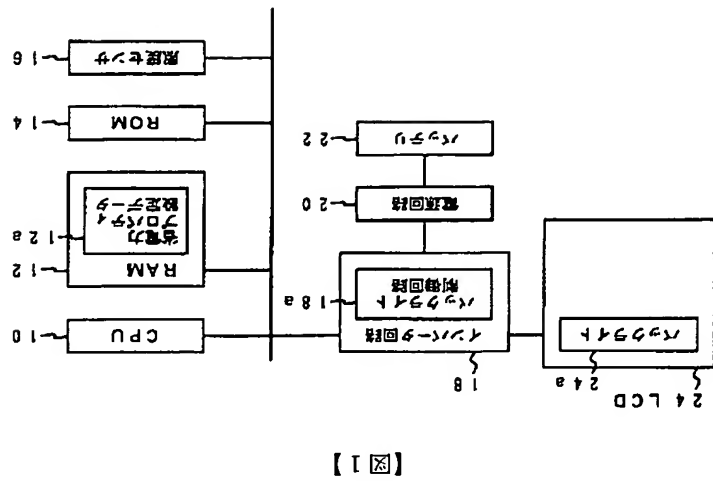 【図1】
24 LCD
24a
バックライト
18
インバータ回路
バックライト
制御回路
18a
電源回路
20
バッテリ
22
CPU
10
RAM
12
省電力
プロパティ
設定データ
12a
ROM
14
照度センサ
16